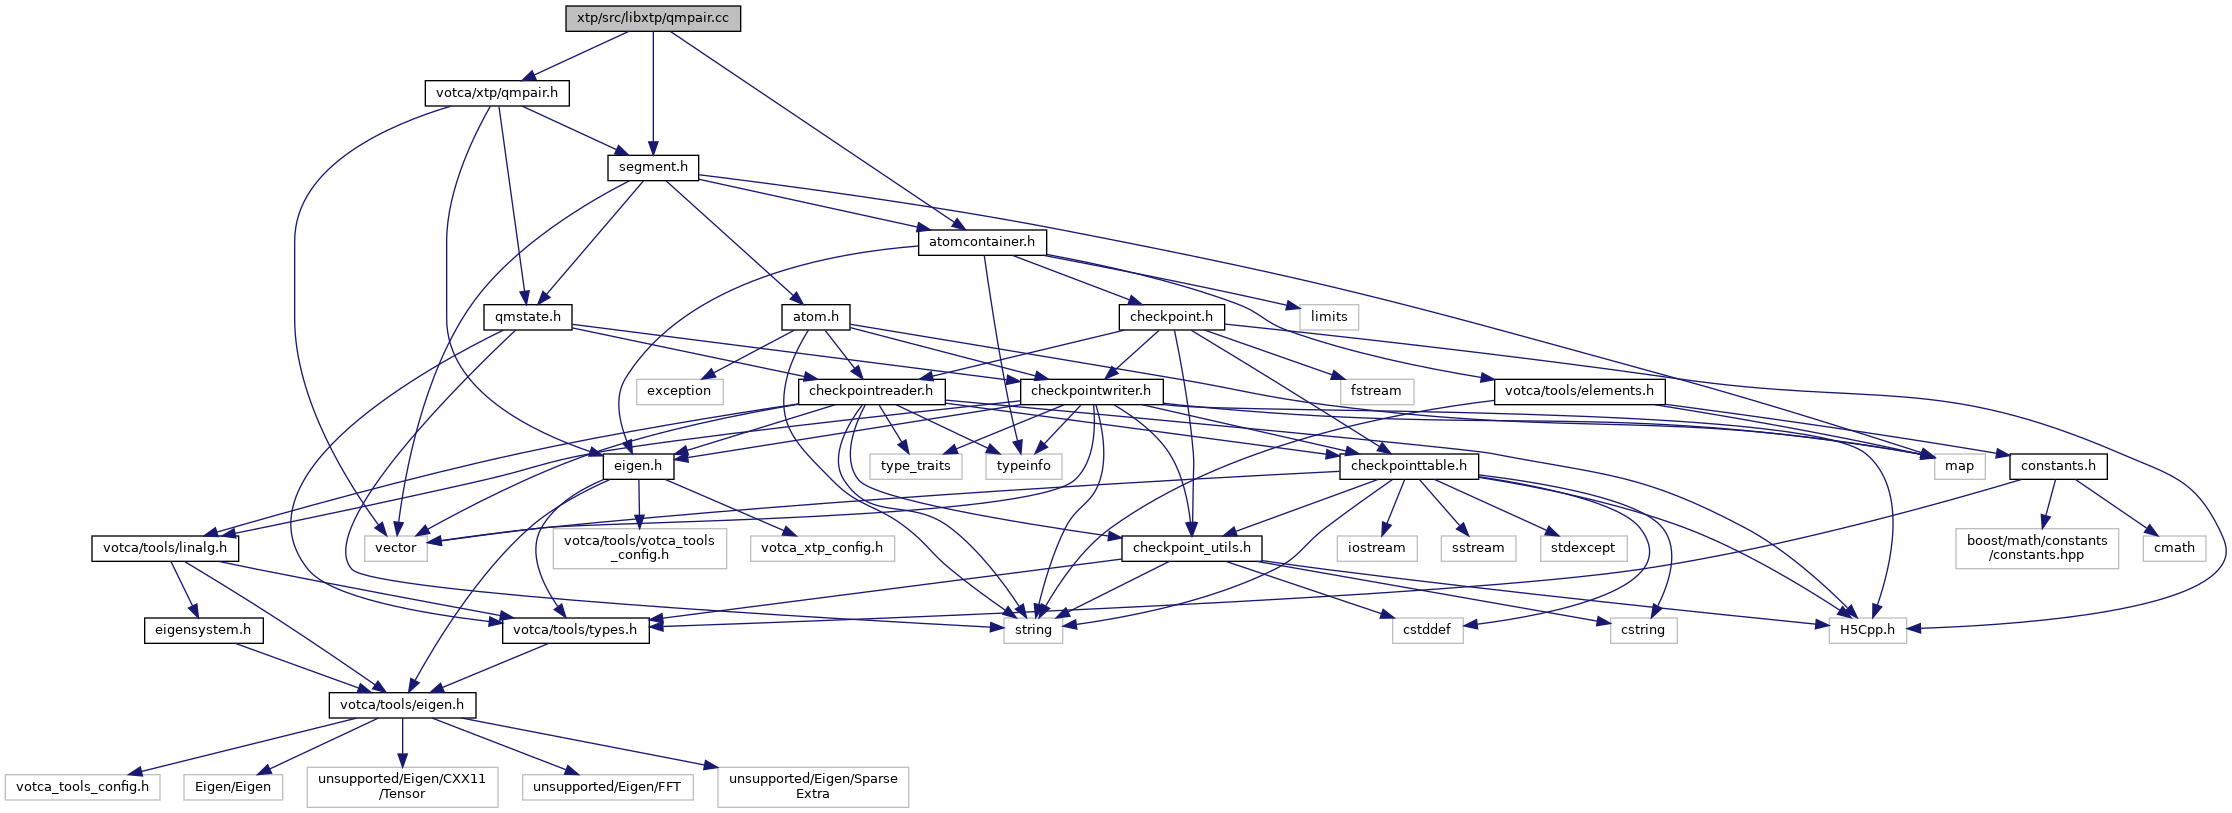 xtp/src/libxtp/qmpair.cc
votca/xtp/qmpair.h
segment.h
atomcontainer.h
qmstate.h
atom.h
checkpoint.h
limits
exception
checkpointreader.h
checkpointwriter.h
fstream
votca/tools/elements.h
eigen.h
type_traits
typeinfo
checkpointtable.h
map
constants.h
votca/tools/linalg.h
vector
votca/tools/votca_tools
_config.h
votca_xtp_config.h
checkpoint_utils.h
iostream
sstream
stdexcept
boost/math/constants
/constants.hpp
cmath
eigensystem.h
votca/tools/types.h
string
cstddef
cstring
H5Cpp.h
votca/tools/eigen.h
votca_tools_config.h
Eigen/Eigen
unsupported/Eigen/CXX11
/Tensor
unsupported/Eigen/FFT
unsupported/Eigen/Sparse
Extra